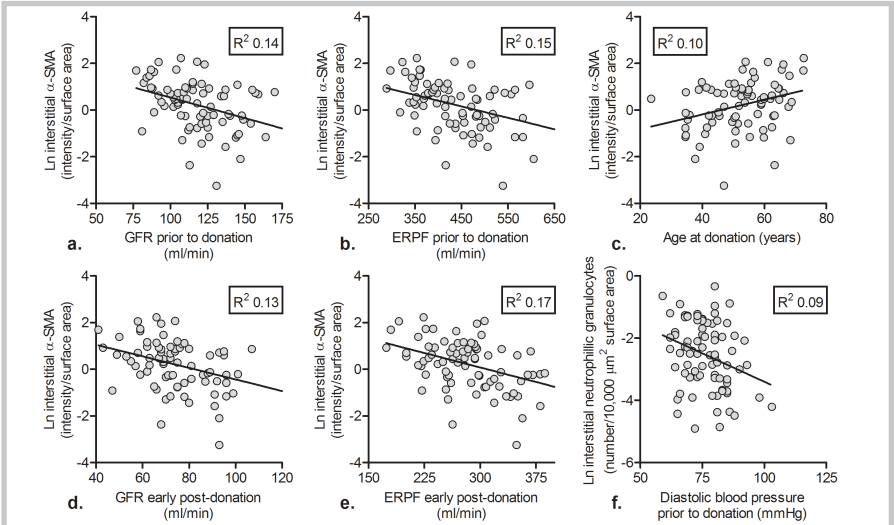 4
2
0
-2
-4
Ln interstitial α-SMA
(intensity/surface area)
R² 0.14
50
75
100
125
150
175
a.
GFR prior to donation
(ml/min)
4
2
0
-2
-4
Ln interstitial α-SMA
(intensity/surface area)
R² 0.15
250
350
450
550
650
b.
ERPF prior to donation
(ml/min)
4
2
0
-2
-4
Ln interstitial α-SMA
(intensity/surface area)
R² 0.10
20
40
60
80
c.
Age at donation (years)
4
2
0
-2
-4
Ln interstitial α-SMA
(intensity/surface area)
R² 0.13
40
60
80
100
120
d.
GFR early post-donation
(ml/min)
4
2
0
-2
-4
Ln interstitial α-SMA
(intensity/surface area)
R² 0.17
150
225
300
375
e.
ERPF early post-donation
(ml/min)
0
-2
-4
-6
Ln interstitial neutrophilic granulocytes
(number/10,000 µm² surface area)
R² 0.09
50
75
100
125
f.
Diastolic blood pressure
prior to donation (mmHg)